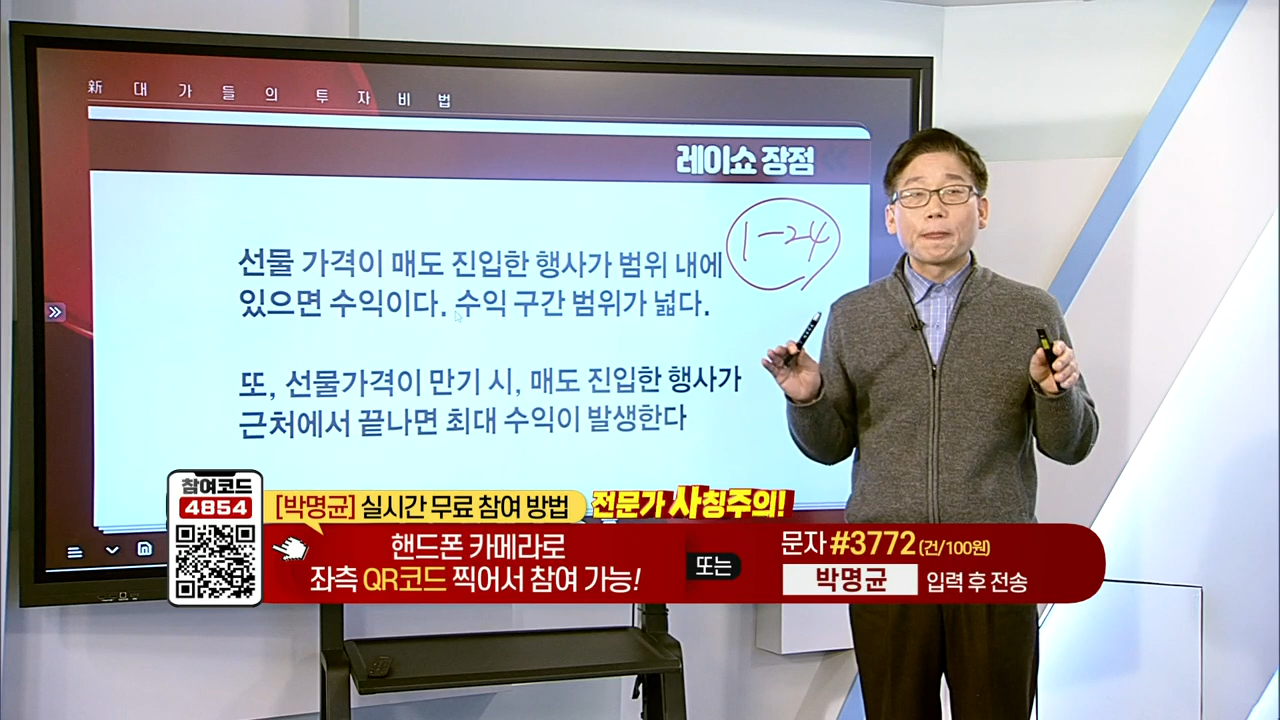 新대가들의투자비법
레이쇼 장점
1-24
선물 가격이 매도 진입한 행사가 범위 내에
있으면 수익이다. 수익 구간 범위가 넓다.
또, 선물가격이 만기 시, 매도 진입한 행사가
근처에서 끝나면 최대 수익이 발생한다
참여코드
4854
[박명균] 실시간 무료 참여 방법
전문가 사칭주의!
핸드폰 카메라로
좌측 QR코드 찍어서 참여 가능!
또는
문자 #3772 (건/100원)
박명균 입력 후 전송